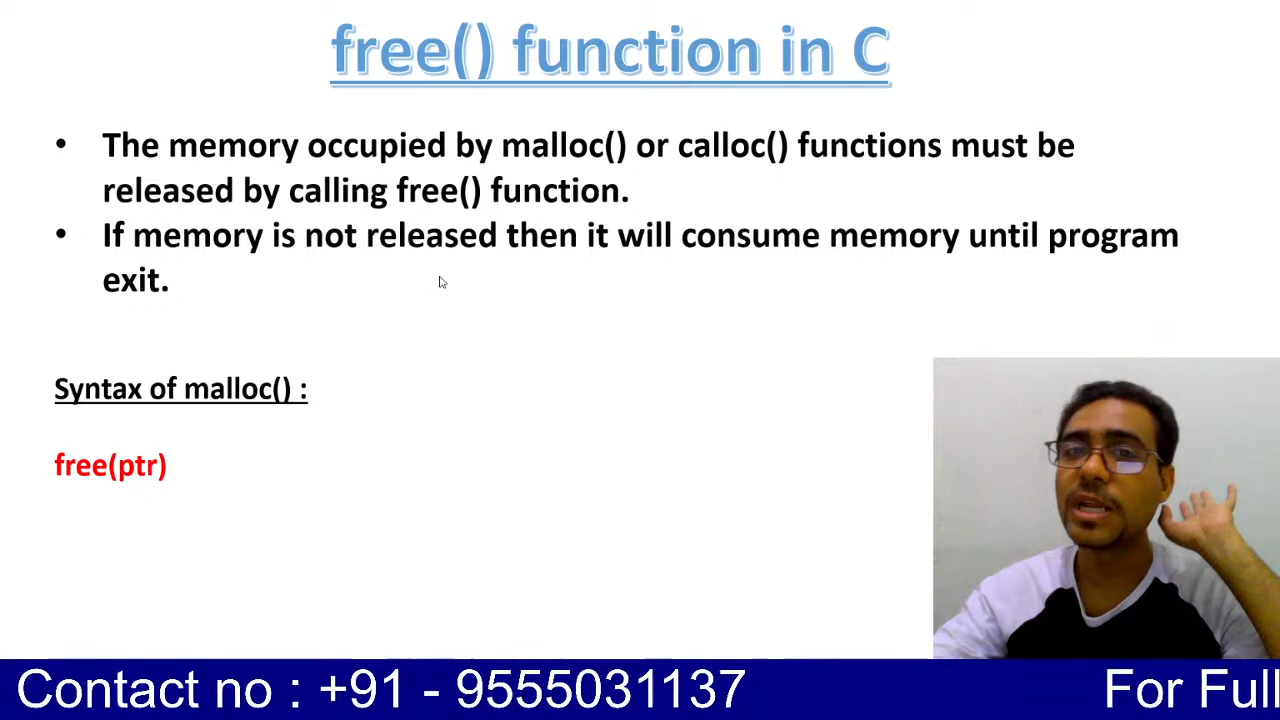 free() function in C
• The memory occupied by malloc() or calloc() functions must be
released by calling free() function.
• If memory is not released then it will consume memory until program
exit.
Syntax of malloc() :
free(ptr)
Contact no : +91 - 9555031137
For Full